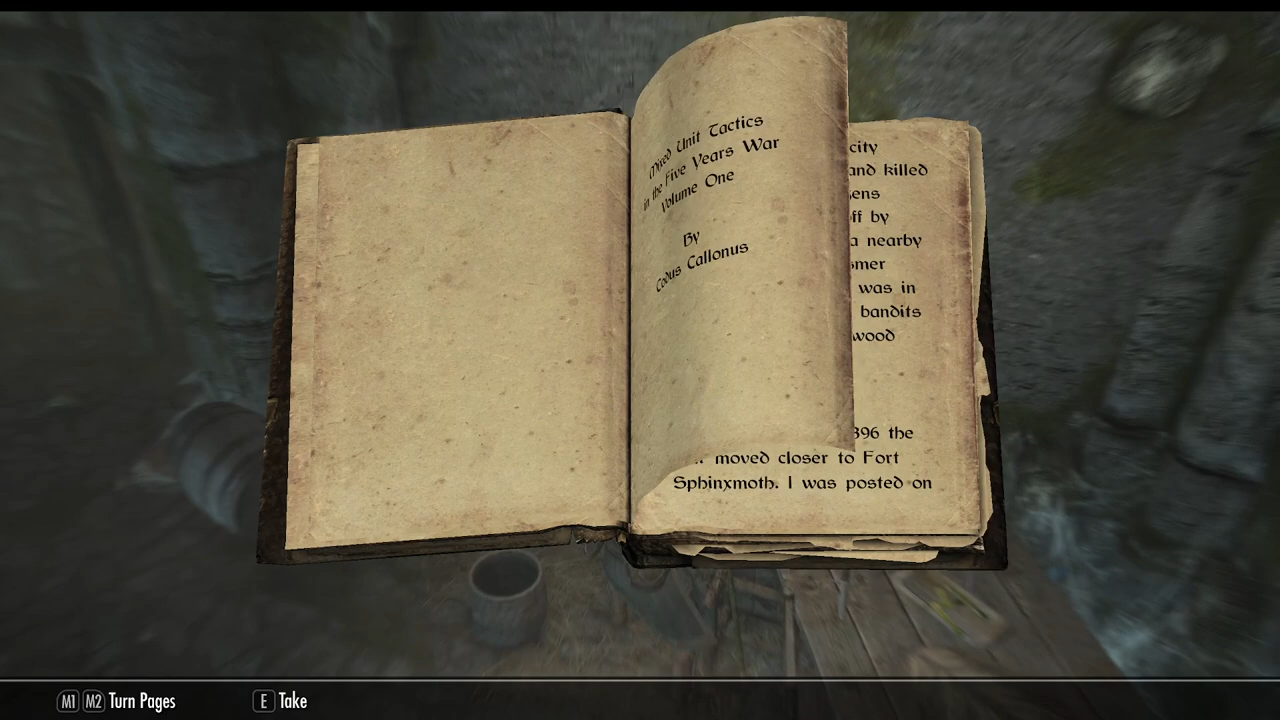 Mixed Unit Tactics
in the Five Years War
Volume One
By
Codus Callonus
city
and killed
ff by
a nearby
was in
bandits
wood
396 the
moved closer to Fort
Sphinxmoth. I was posted on
M1 M2 Turn Pages
E Take